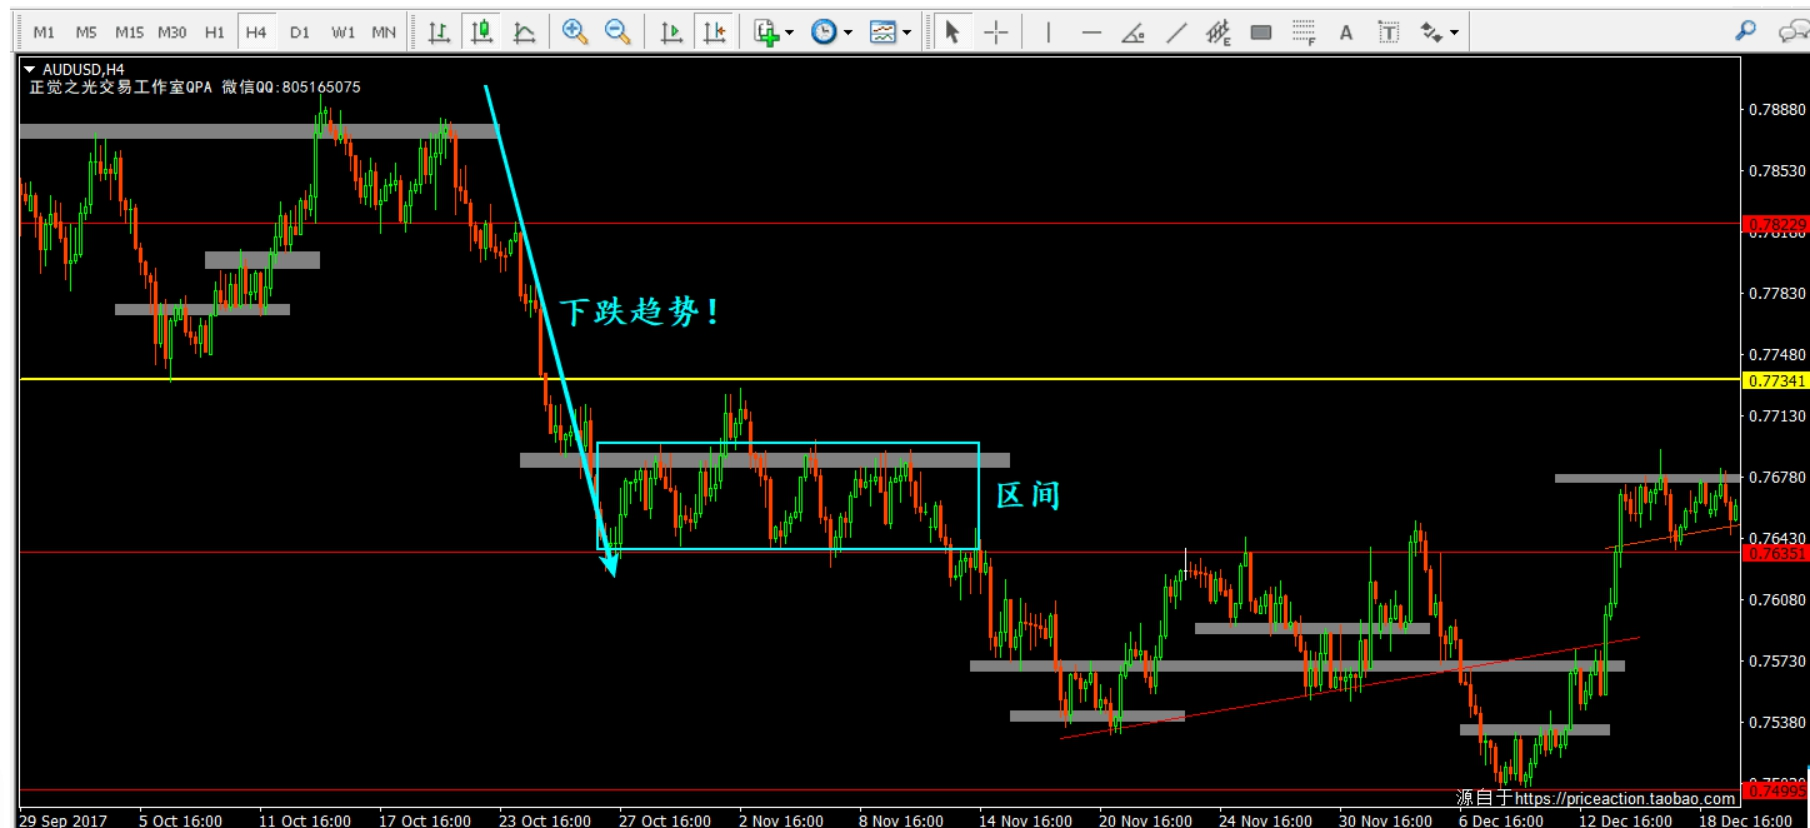 M1 M5 M15 M30 H1 H4 D1 W1 MN E F A T
AUDUSD,H4
正觉之光交易工作室QPA 微信QQ:805165075
0.78880
0.78530
0.78229
0.78180
0.77830
下跌趋势！
0.77480
0.77341
0.77130
0.76780
区间
0.76430
0.76351
0.76080
0.75730
0.75380
0.74995
源自于https://priceaction.taobao.com
29 Sep 2017 5 Oct 16:00 11 Oct 16:00 17 Oct 16:00 23 Oct 16:00 27 Oct 16:00 2 Nov 16:00 8 Nov 16:00 14 Nov 16:00 20 Nov 16:00 24 Nov 16:00 30 Nov 16:00 6 Dec 16:00 12 Dec 16:00 18 Dec 16:00